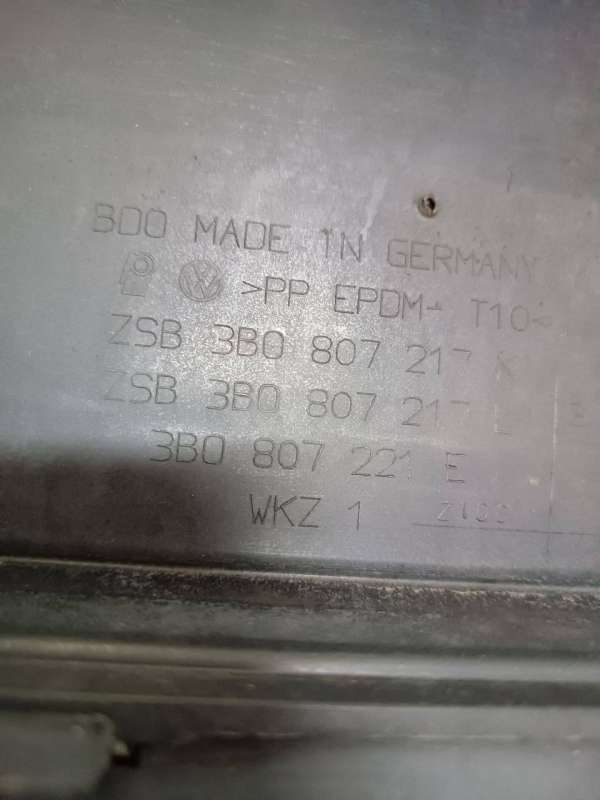 BDO MADE IN GERMANY
>PP EPDM- T10<
ZSB 3B0 807 217 K
ZSB 3B0 807 217 L
3B0 807 221 E
WKZ 1